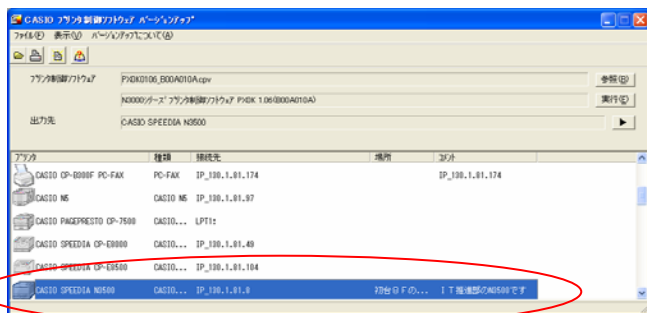 CASIO プリンタ制御ソフトウェア バージョンアップ
ファイル(F) 表示(V) バージョンアップについて(A)
プリンタ制御ソフトウェア PXDK0106_B00A010A.cpv 参照(B)
N3000シリーズ プリンタ制御ソフトウェア PXDK 1.06(B00A010A) 実行(E)
出力先 CASIO SPEEDIA N3500
プリンタ 種類 接続先 場所 コメント
CASIO CP-E800F PC-FAX PC-FAX IP_130.1.81.174 IP_130.1.81.174
CASIO N5 CASIO N5 IP_130.1.81.97
CASIO PAGEPRESTO CP-7500 CASIO... LPT1:
CASIO SPEEDIA CP-E8000 CASIO... IP_130.1.81.49
CASIO SPEEDIA CP-E8500 CASIO... IP_130.1.81.104
CASIO SPEEDIA N3500 CASIO... IP_130.1.81.8 初台8Fの... IT推進部のN3500です